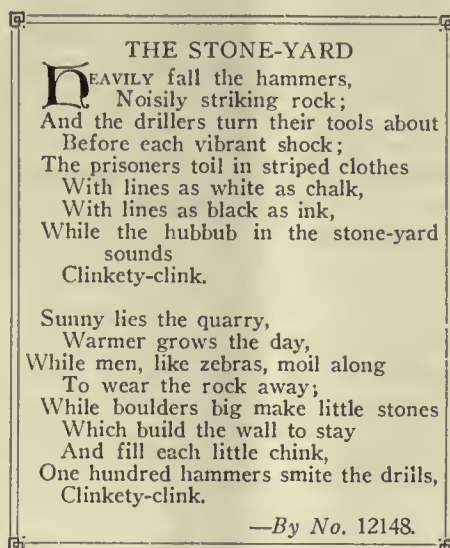 THE STONE-YARD
HEAVILY fall the hammers,
Noisily striking rock;
And the drillers turn their tools about
Before each vibrant shock;
The prisoners toil in striped clothes
With lines as white as chalk,
With lines as black as ink,
While the hubbub in the stone-yard
sounds
Clinkety-clink.

Sunny lies the quarry,
Warmer grows the day,
While men, like zebras, moil along
To wear the rock away;
While boulders big make little stones
Which build the wall to stay
And fill each little chink,
One hundred hammers smite the drills,
Clinkety-clink.
—By No. 12148.